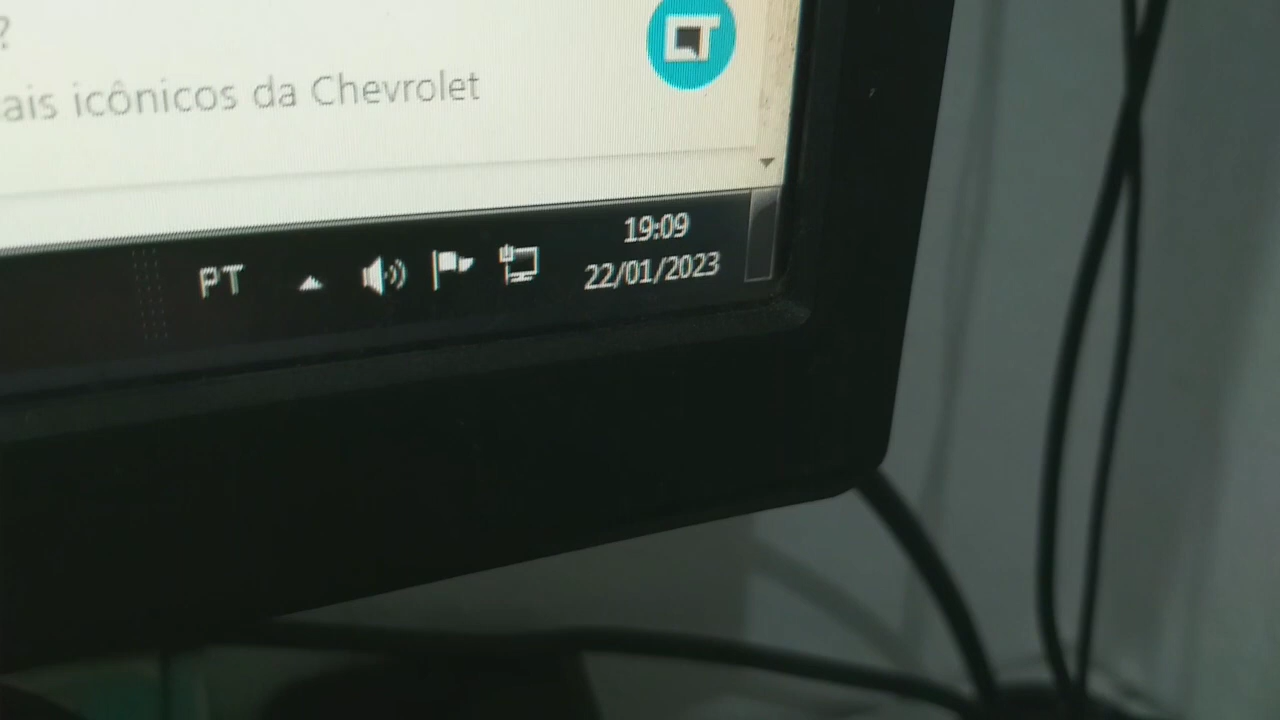 ?
ais icônicos da Chevrolet
PT
19:09
22/01/2023